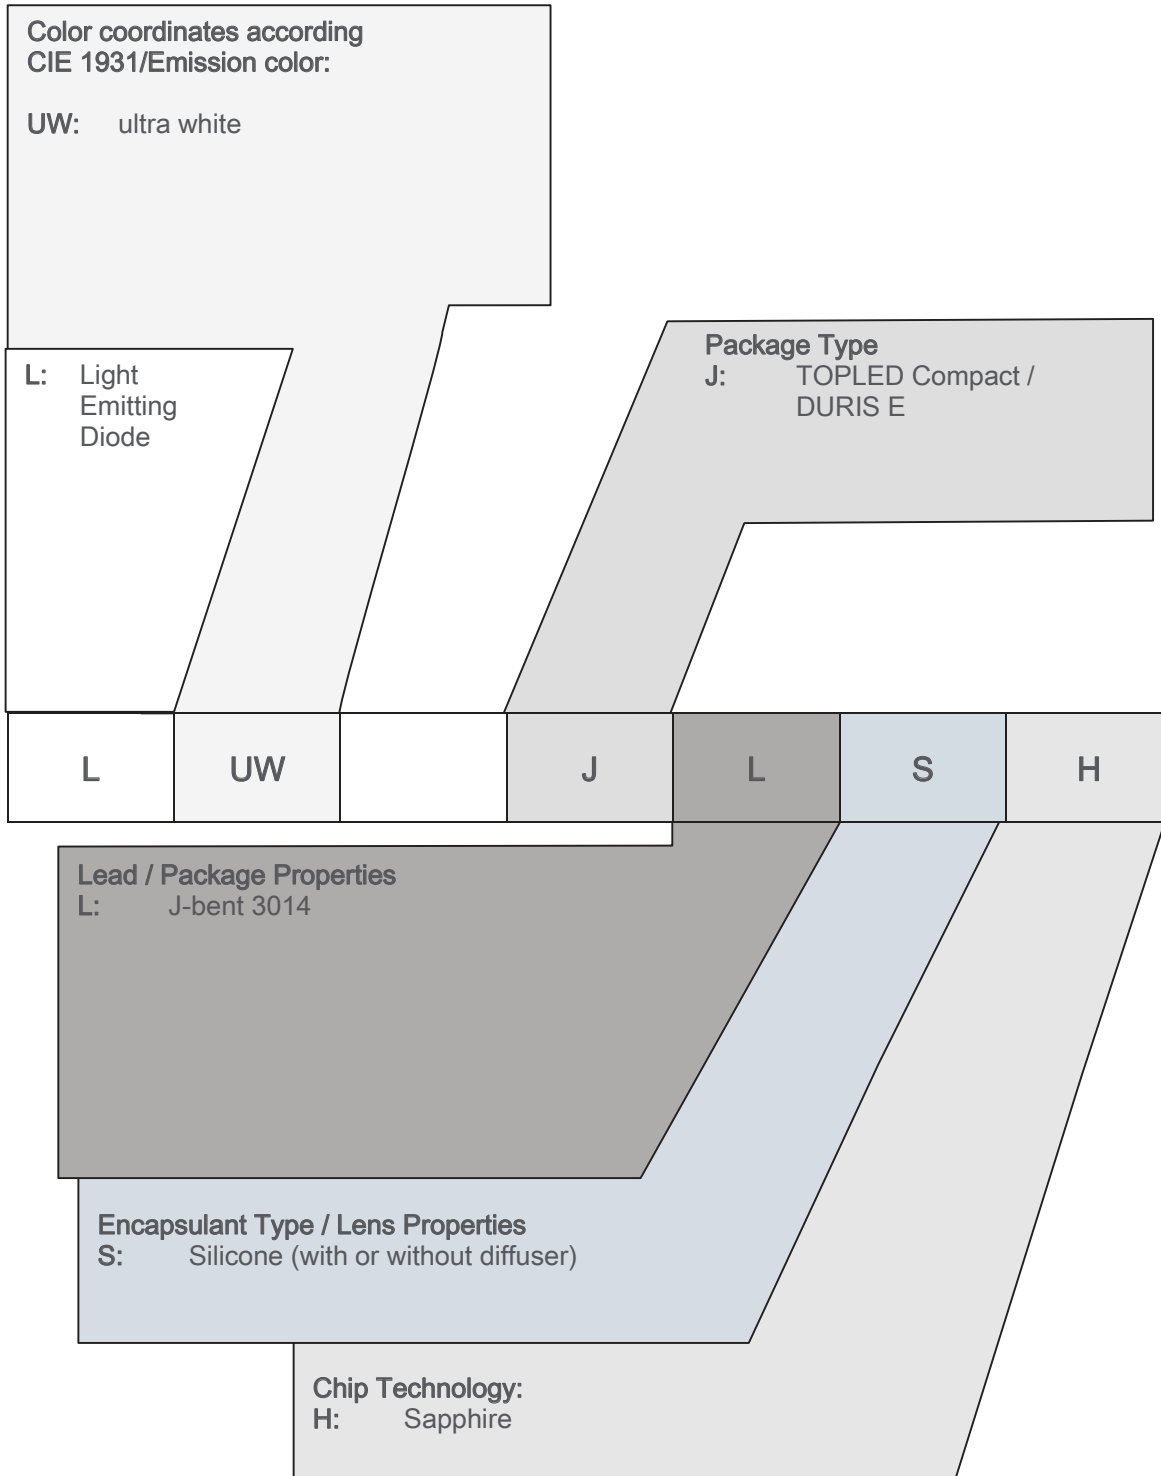 Color coordinates according
CIE 1931/Emission color:
UW: ultra white
L: Light
Emitting
Diode
Package Type
J: TOPLED Compact /
DURIS E
L UW J L S H
Lead / Package Properties
L: J-bent 3014
Encapsulant Type / Lens Properties
S: Silicone (with or without diffuser)
Chip Technology:
H: Sapphire